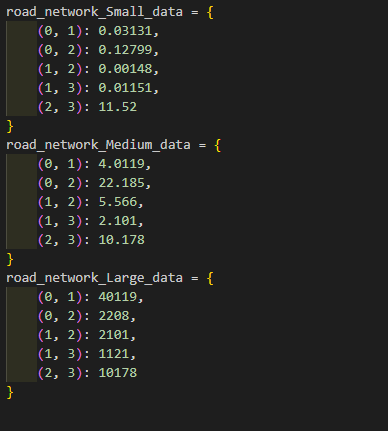 road_network_Small_data = {
(0, 1): 0.03131,
(0, 2): 0.12799,
(1, 2): 0.00148,
(1, 3): 0.01151,
(2, 3): 11.52
}
road_network_Medium_data = {
(0, 1): 4.0119,
(0, 2): 22.185,
(1, 2): 5.566,
(1, 3): 2.101,
(2, 3): 10.178
}
road_network_Large_data = {
(0, 1): 40119,
(0, 2): 2208,
(1, 2): 2101,
(1, 3): 1121,
(2, 3): 10178
}